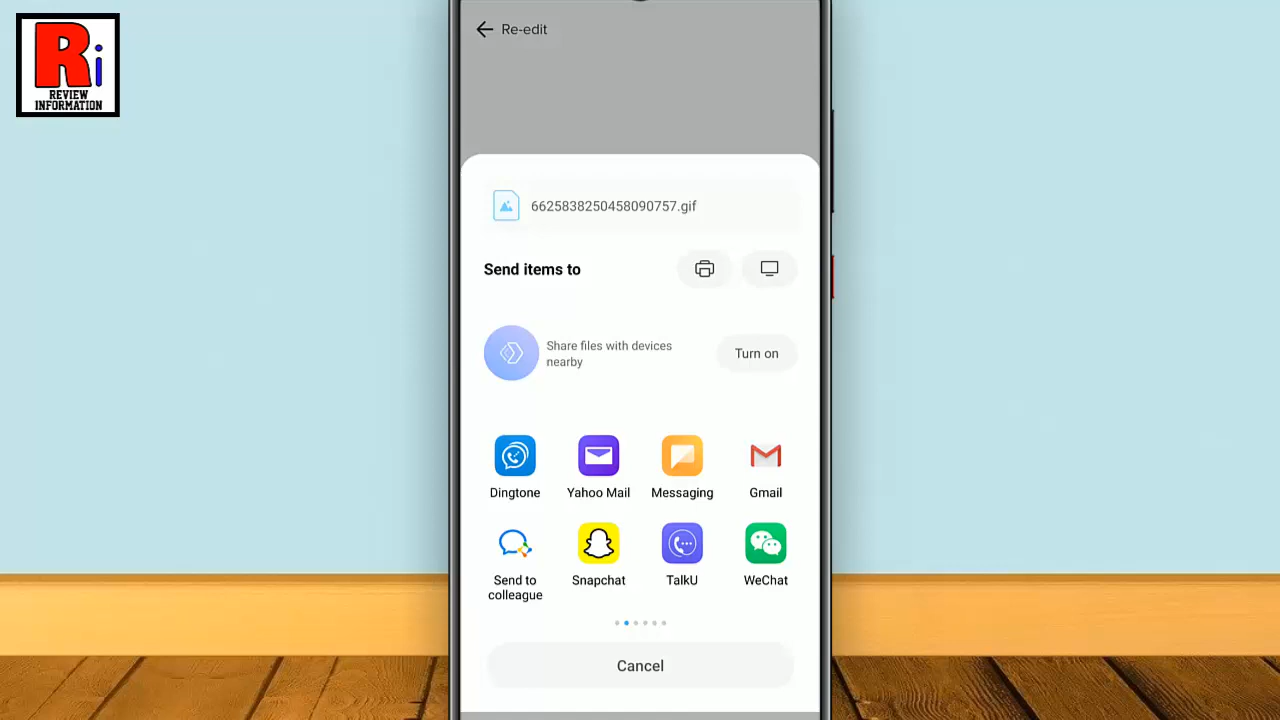 Ri
REVIEW
INFORMATION
Re-edit
6625838250458090757.gif
Send items to
Share files with devices
nearby
Turn on
Dingtone
Yahoo Mail
Messaging
Gmail
Send to
colleague
Snapchat
TalkU
WeChat
Cancel